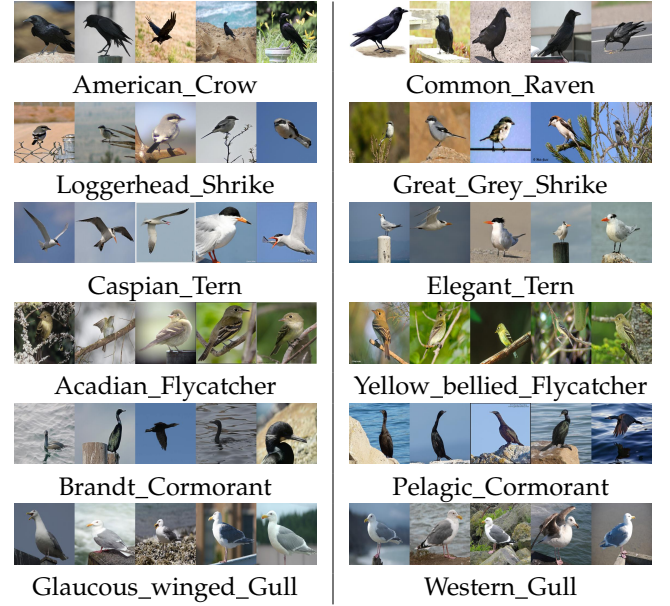 American_Crow
Common_Raven
Loggerhead_Shrike
Great_Grey_Shrike
Caspian_Tern
Elegant_Tern
Acadian_Flycatcher
Yellow_bellied_Flycatcher
Brandt_Cormorant
Pelagic_Cormorant
Glaucous_winged_Gull
Western_Gull